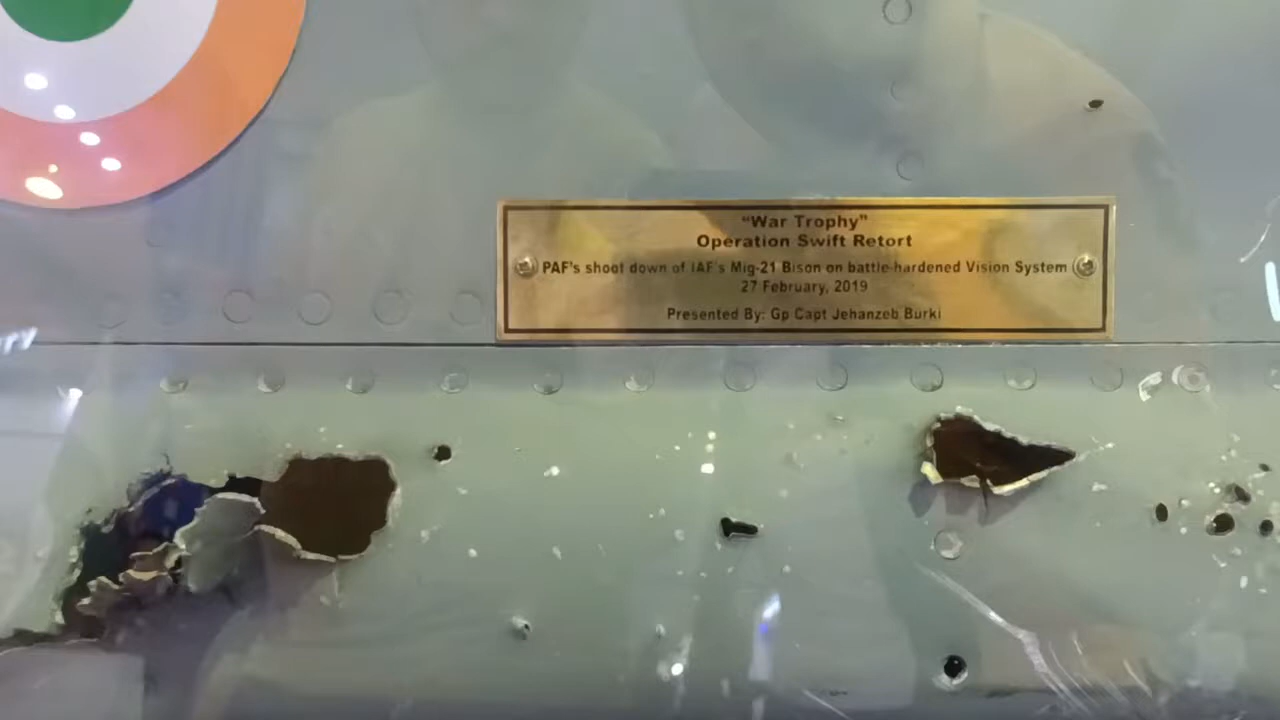 "War Trophy"
Operation Swift Retort
PAF's shoot down of IAF's Mig-21 Bison on battle-hardened Vision System
27 February, 2019
Presented By: Gp Capt Jehanzeb Burki